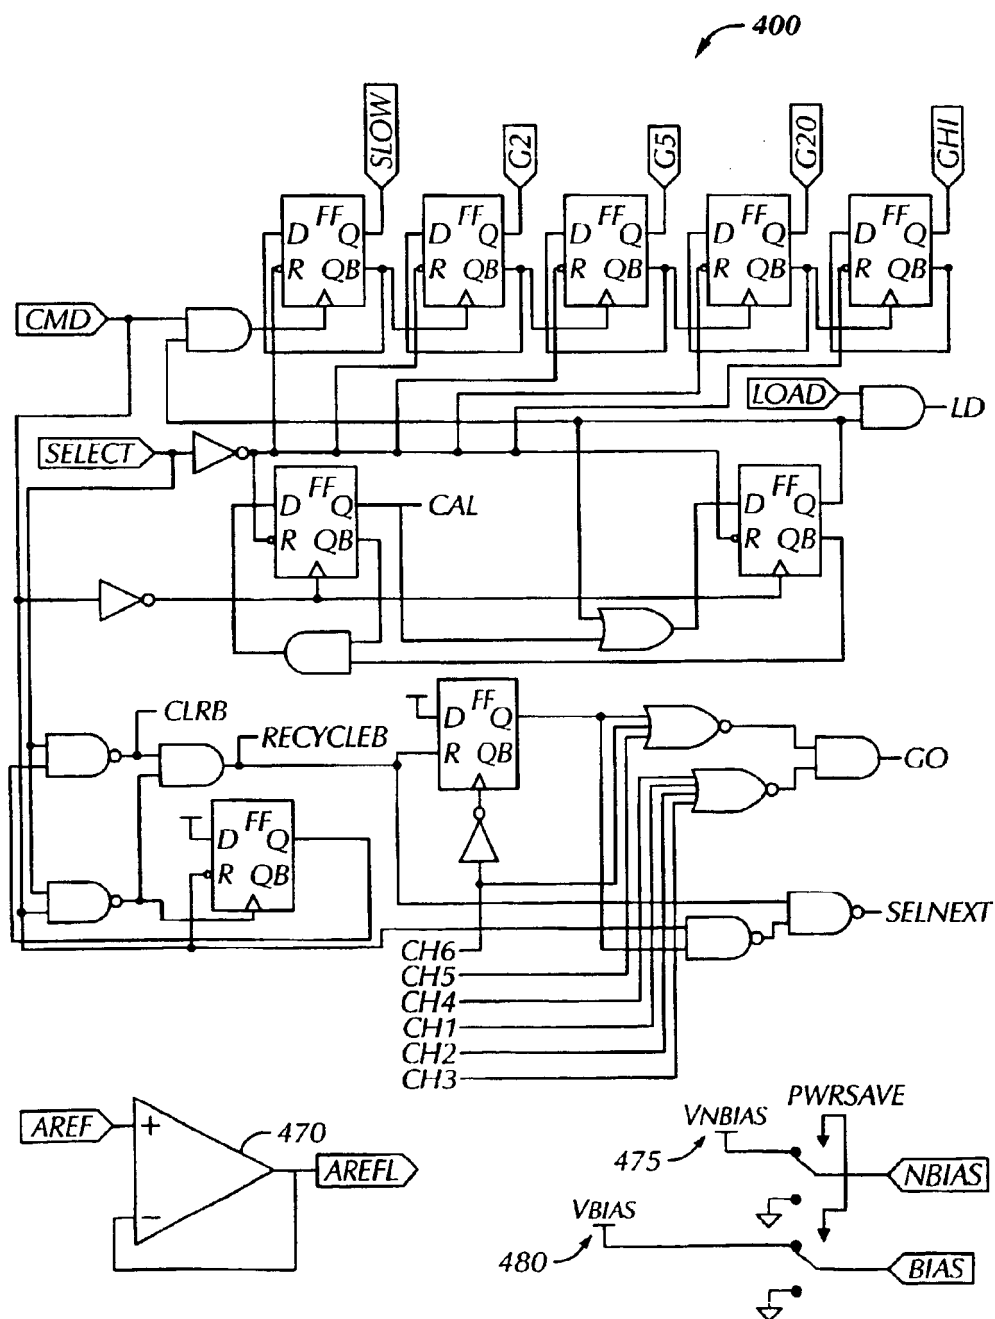 400
SLOW G2 G5 G20 GHI
FF FF FF FF FF
D Q D Q D Q D Q D Q
R QB R QB R QB R QB R QB
CMD
LOAD
LD
SELECT
FF FF
D Q CAL D Q
R QB R QB
CLRB
RECYCLEB
FF
D Q
R QB
GO
FF
D Q
R QB
SELNEXT
CH6
CH5
CH4
CH1
CH2
CH3
PWRSAVE
AREF + 470
AREFL
−
VNBIAS
475
NBIAS
VBIAS
480
BIAS